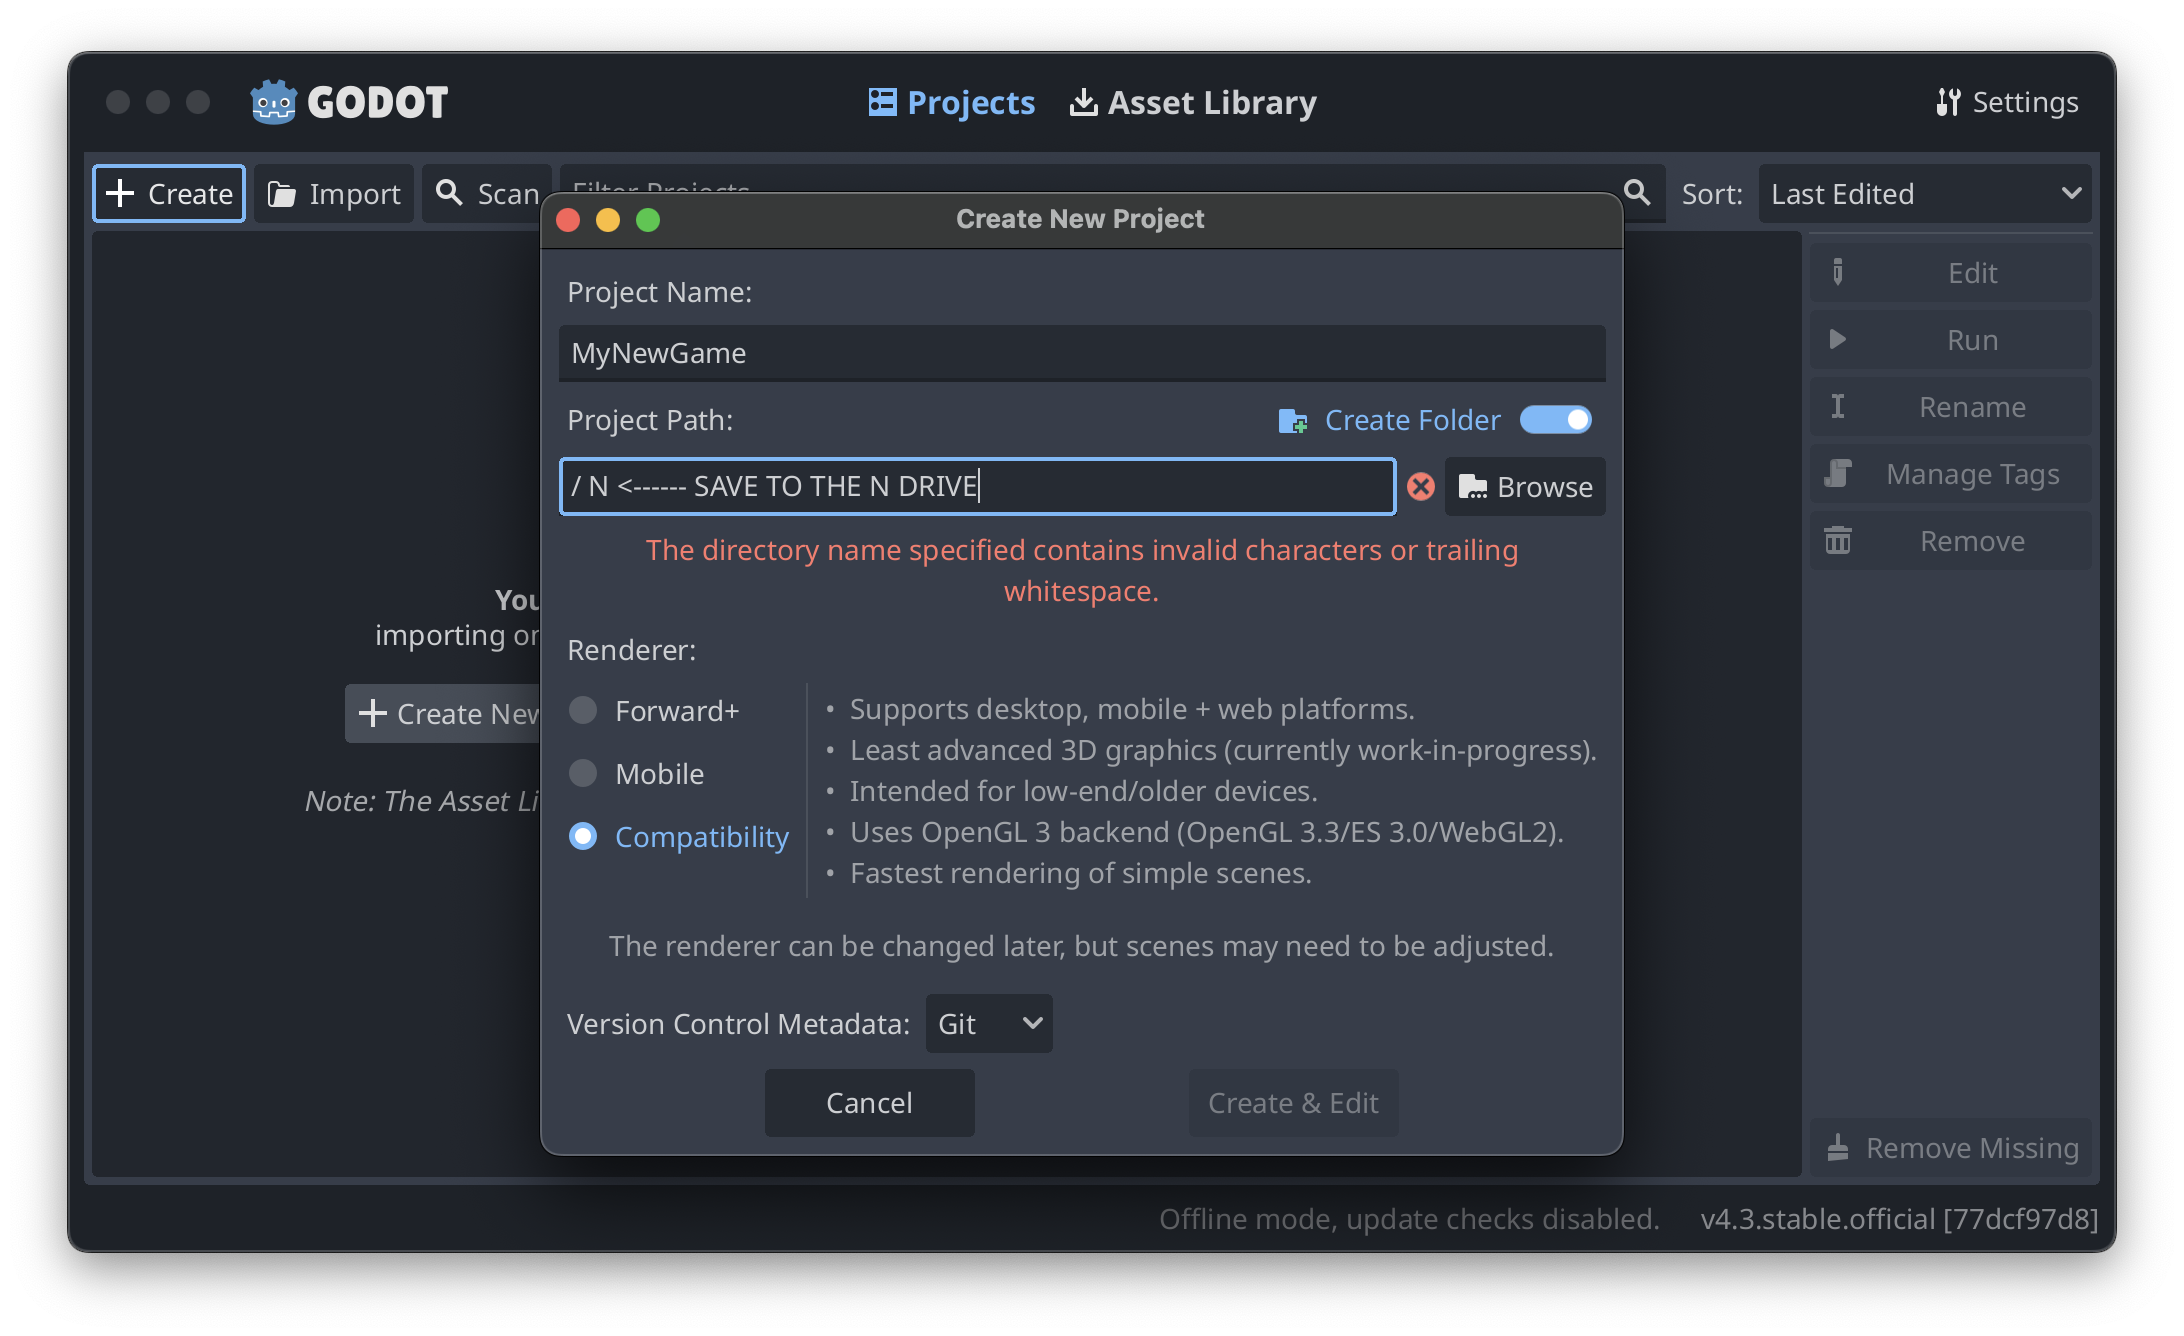 GODOT
Projects
Asset Library
Settings
Create
Import
Scan
Filter Projects
Sort:
Last Edited
Create New Project
Project Name:
MyNewGame
Project Path:
Create Folder
/ N <------ SAVE TO THE N DRIVE
Browse
The directory name specified contains invalid characters or trailing
whitespace.
Renderer:
Forward+
Mobile
Compatibility
• Supports desktop, mobile + web platforms.
• Least advanced 3D graphics (currently work-in-progress).
• Intended for low-end/older devices.
• Uses OpenGL 3 backend (OpenGL 3.3/ES 3.0/WebGL2).
• Fastest rendering of simple scenes.
The renderer can be changed later, but scenes may need to be adjusted.
Version Control Metadata:
Git
Cancel
Create & Edit
You
importing or
Create New
Note: The Asset Li
Edit
Run
Rename
Manage Tags
Remove
Remove Missing
Offline mode, update checks disabled.
v4.3.stable.official [77dcf97d8]